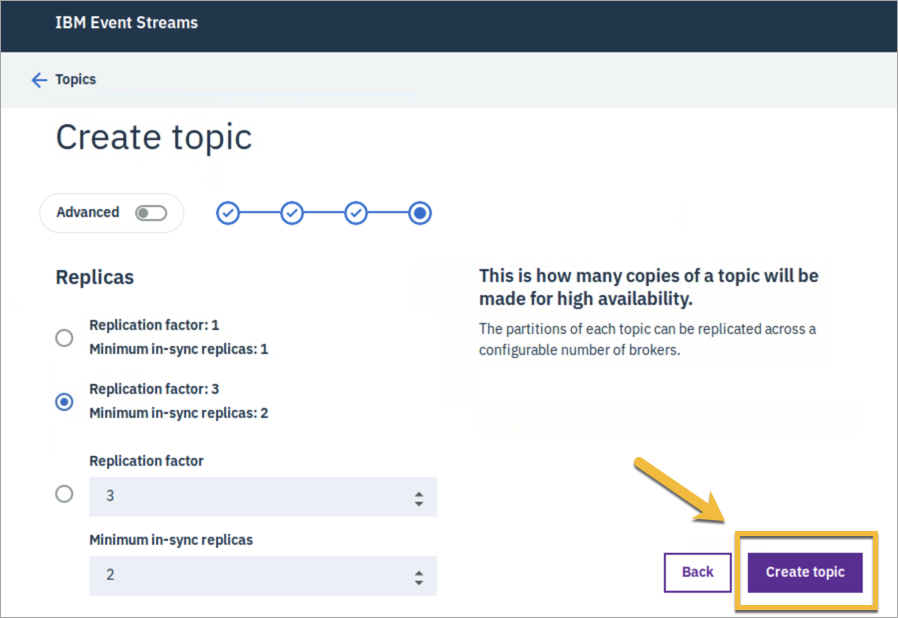 IBM Event Streams
Topics
Create topic
Advanced
Replicas
Replication factor: 1
Minimum in-sync replicas: 1
Replication factor: 3
Minimum in-sync replicas: 2
Replication factor
3
Minimum in-sync replicas
2
This is how many copies of a topic will be
made for high availability.
The partitions of each topic can be replicated across a
configurable number of brokers.
Back
Create topic